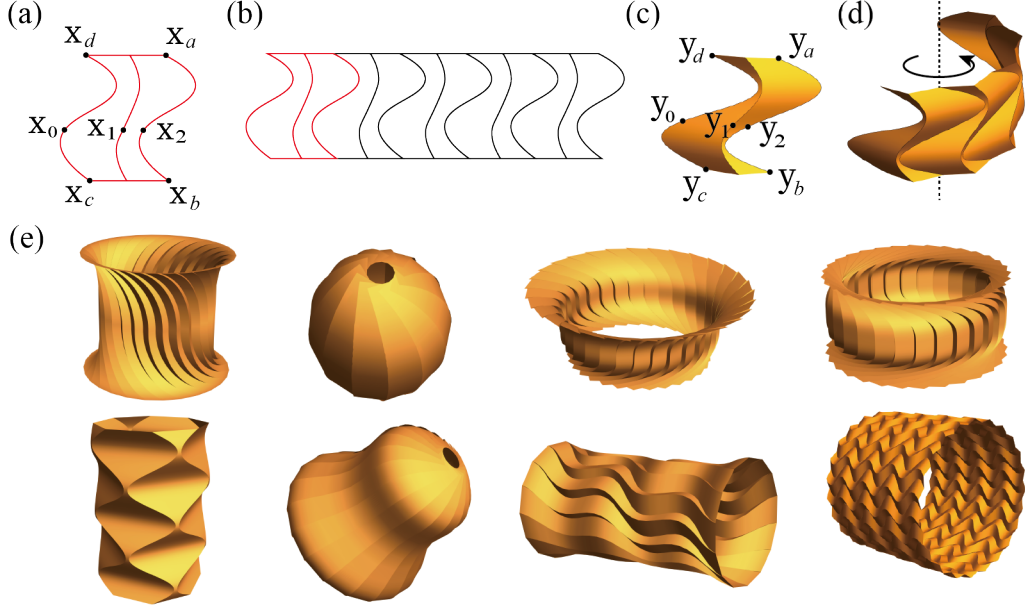 (a)
x_d
x_a
x_0
x_1
x_2
x_c
x_b
(b)
(c)
y_d
y_a
y_0
y_1
y_2
y_c
y_b
(d)
(e)